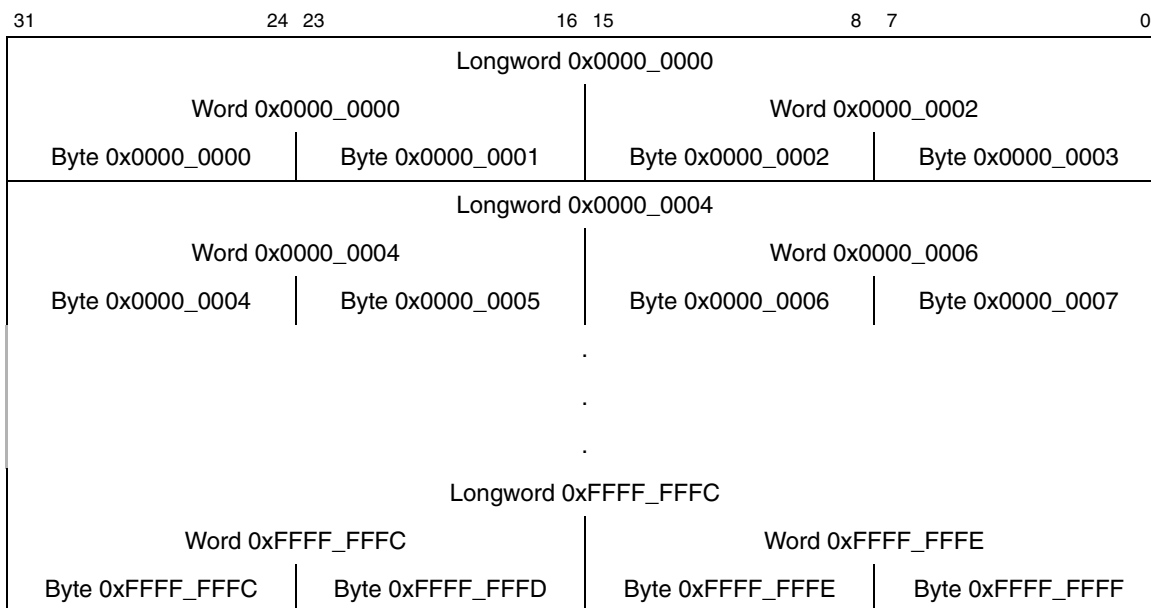 31 24 23 16 15 8 7 0
Longword 0x0000_0000
Word 0x0000_0000 Word 0x0000_0002
Byte 0x0000_0000 Byte 0x0000_0001 Byte 0x0000_0002 Byte 0x0000_0003
Longword 0x0000_0004
Word 0x0000_0004 Word 0x0000_0006
Byte 0x0000_0004 Byte 0x0000_0005 Byte 0x0000_0006 Byte 0x0000_0007
.
.
.
Longword 0xFFFF_FFFC
Word 0xFFFF_FFFC Word 0xFFFF_FFFE
Byte 0xFFFF_FFFC Byte 0xFFFF_FFFD Byte 0xFFFF_FFFE Byte 0xFFFF_FFFF